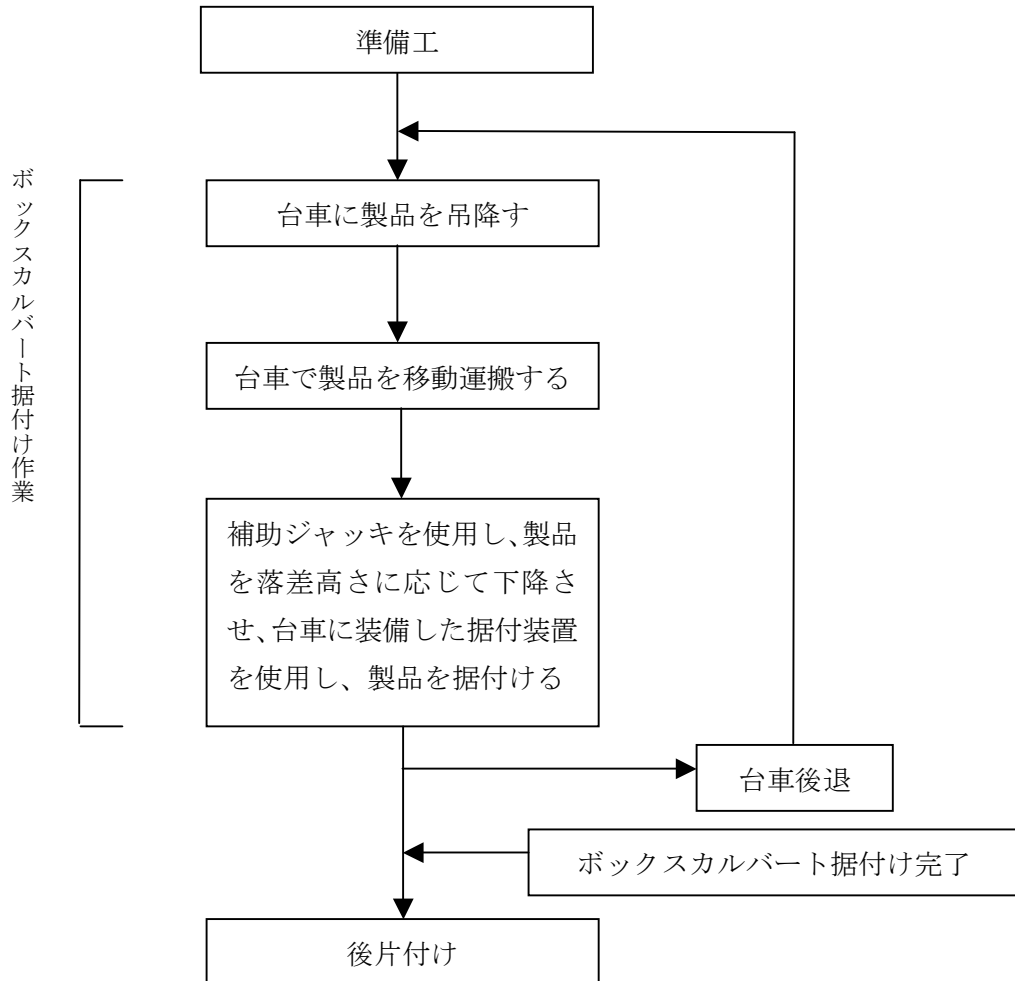 準備工
ボックスカルバート据付け作業
台車に製品を吊降す
台車で製品を移動運搬する
補助ジャッキを使用し、製品
を落差高さに応じて下降さ
せ、台車に装備した据付装置
を使用し、製品を据付ける
台車後退
ボックスカルバート据付け完了
後片付け